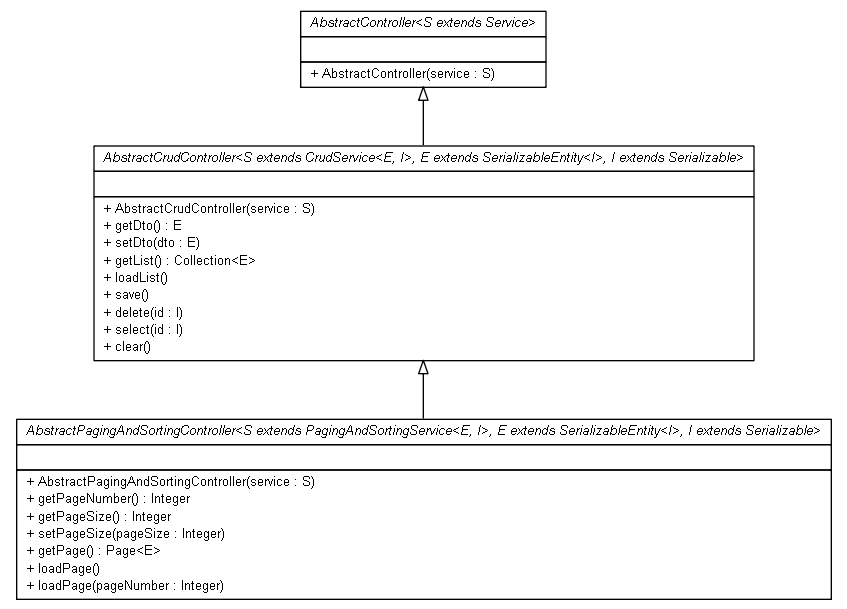 AbstractController<S extends Service>
+ AbstractController(service : S)
AbstractCrudController<S extends CrudService<E, I>, E extends SerializableEntity<I>, I extends Serializable>
+ AbstractCrudController(service : S)
+ getDto() : E
+ setDto(dto : E)
+ getList() : Collection<E>
+ loadList()
+ save()
+ delete(id : I)
+ select(id : I)
+ clear()
AbstractPagingAndSortingController<S extends PagingAndSortingService<E, I>, E extends SerializableEntity<I>, I extends Serializable>
+ AbstractPagingAndSortingController(service : S)
+ getPageNumber() : Integer
+ getPageSize() : Integer
+ setPageSize(pageSize : Integer)
+ getPage() : Page<E>
+ loadPage()
+ loadPage(pageNumber : Integer)